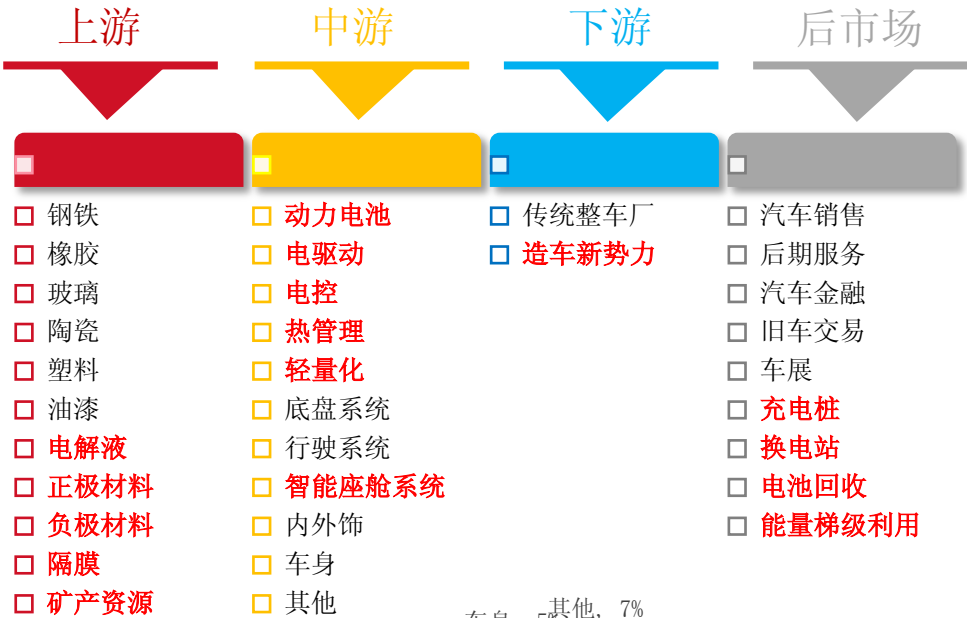 上游
钢铁
橡胶
玻璃
陶瓷
塑料
油漆
电解液
正极材料
负极材料
隔膜
矿产资源
中游
动力电池
电驱动
电控
热管理
轻量化
底盘系统
行驶系统
智能座舱系统
内外饰
车身
其他
下游
传统整车厂
造车新势力
后市场
汽车销售
后期服务
汽车金融
旧车交易
车展
充电桩
换电站
电池回收
能量梯级利用
其他, 7%